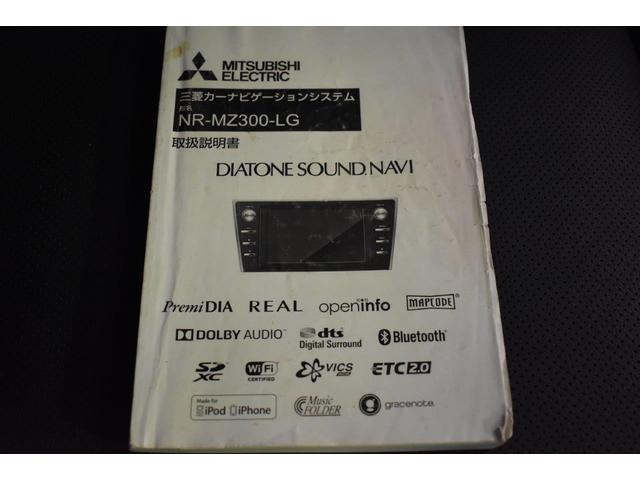 MITSUBISHI
ELECTRIC
三菱カーナビゲーションシステム
形名
NR-MZ300-LG
取扱説明書
DIATONE SOUND.NAVI
PremiDIA REAL openinfo MAPCODE®
DOLBY AUDIO™ dts Digital Surround Bluetooth®
SD XC Wi Fi CERTIFIED VICS ETC2.0
Made for
iPod iPhone Music FOLDER gracenote.